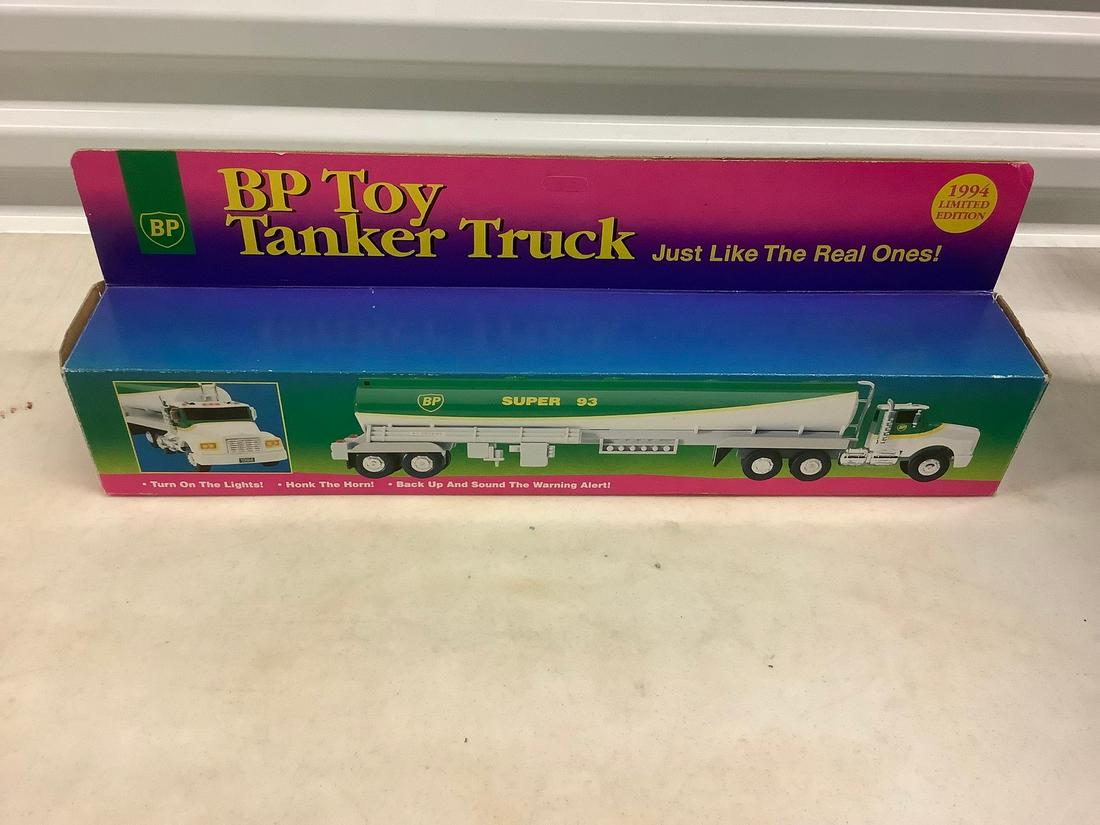 BP
BP Toy
Tanker Truck
Just Like The Real Ones!
1994
LIMITED
EDITION
BP
SUPER 93
1994
• Turn On The Lights! • Honk The Horn! • Back Up And Sound The Warning Alert!